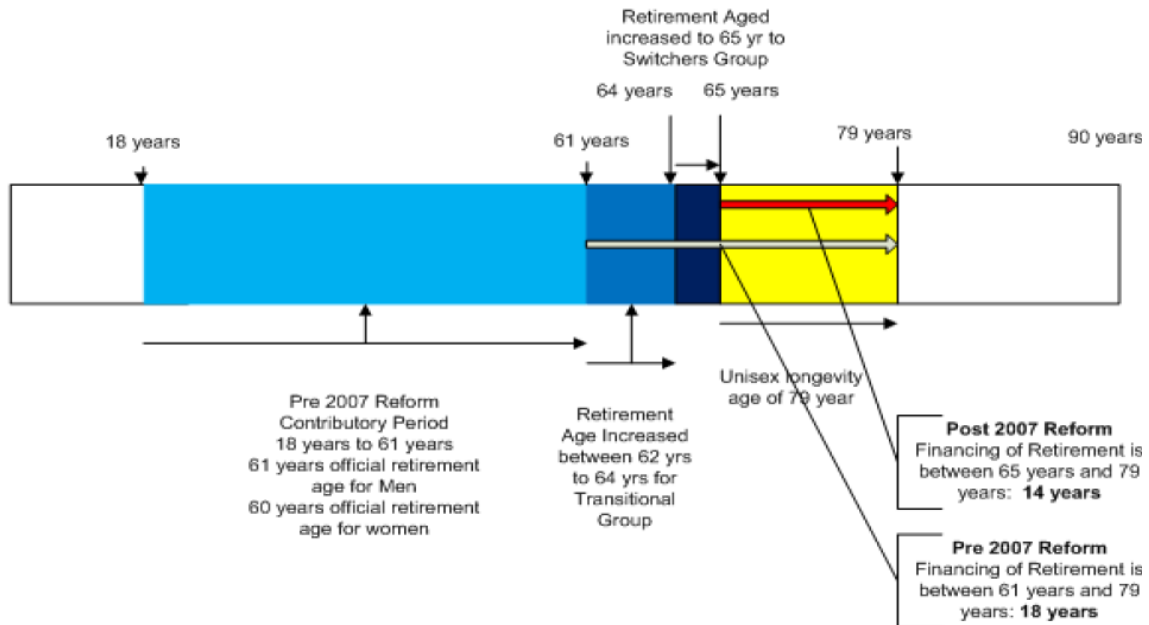 Retirement Aged
increased to 65 yr to
Switchers Group
64 years
65 years
18 years
61 years
79 years
90 years
Pre 2007 Reform
Contributory Period
18 years to 61 years
61 years official retirement
age for Men
60 years official retirement
age for women
Retirement
Age Increased
between 62 yrs
to 64 yrs for
Transitional
Group
Unisex longevity
age of 79 year
Post 2007 Reform
Financing of Retirement is
between 65 years and 79
years: 14 years
Pre 2007 Reform
Financing of Retirement is
between 61 years and 79
years: 18 years